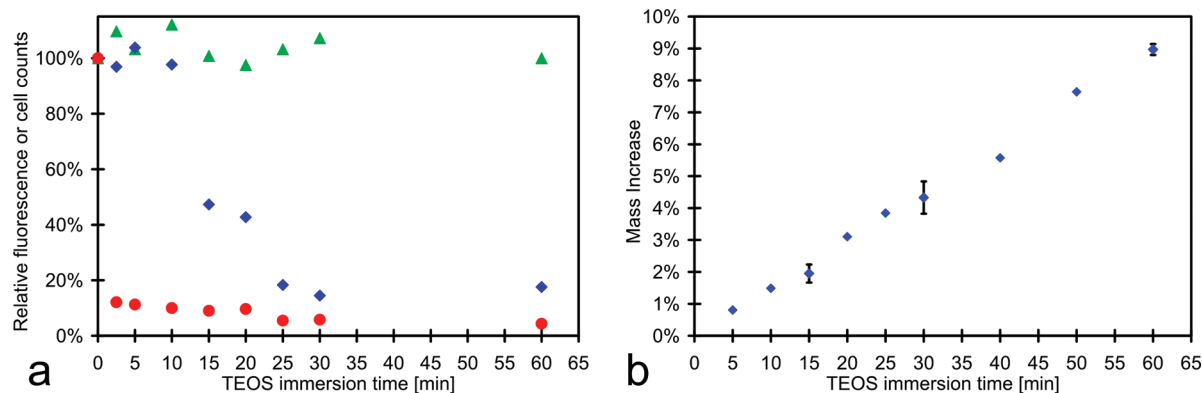 Relative fluorescence or cell counts
100%
80%
60%
40%
20%
0%
0 5 10 15 20 25 30 35 40 45 50 55 60 65
TEOS immersion time [min]
a
Mass Increase
10%
9%
8%
7%
6%
5%
4%
3%
2%
1%
0%
0 5 10 15 20 25 30 35 40 45 50 55 60 65
TEOS immersion time [min]
b